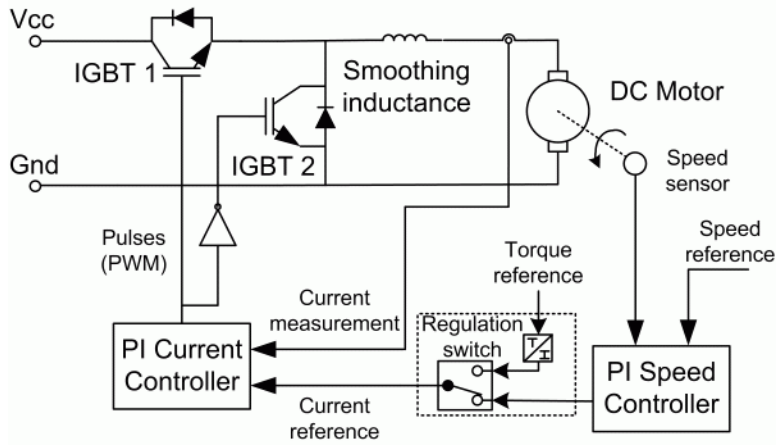 Vcc
IGBT 1
Smoothing
inductance
DC Motor
IGBT 2
Gnd
Speed
sensor
Pulses
(PWM)
Speed
reference
Torque
reference
Current
measurement
Regulation
switch
T
I
PI Current
Controller
PI Speed
Controller
Current
reference